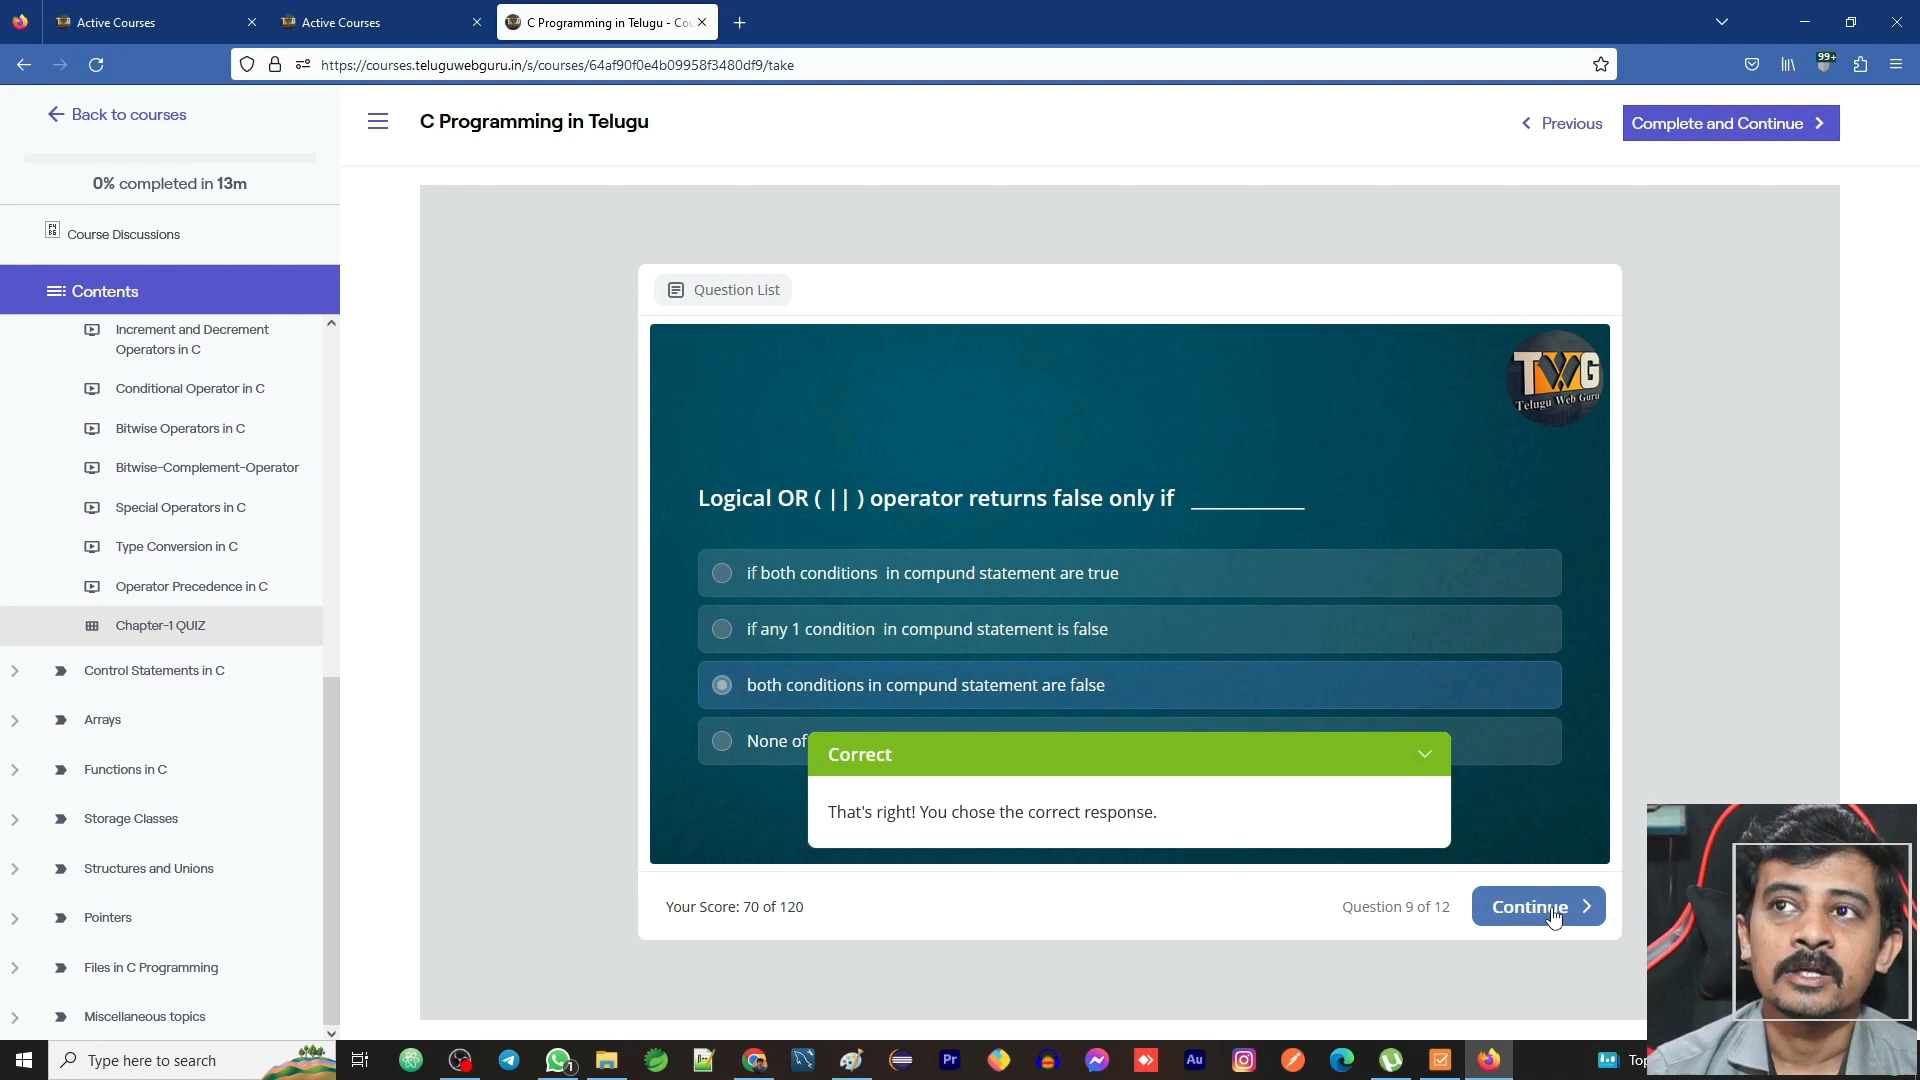 Active Courses
Active Courses
C Programming in Telugu - Cou
https://courses.teluguwebguru.in/s/courses/64af90f0e4b09958f3480df9/take
99+
Back to courses
0% completed in 13m
Course Discussions
Contents
Increment and Decrement
Operators in C
Conditional Operator in C
Bitwise Operators in C
Bitwise-Complement-Operator
Special Operators in C
Type Conversion in C
Operator Precedence in C
Chapter-1 QUIZ
Control Statements in C
Arrays
Functions in C
Storage Classes
Structures and Unions
Pointers
Files in C Programming
Miscellaneous topics
C Programming in Telugu
Previous
Complete and Continue
Question List
TWG
Telugu Web Guru
Logical OR ( || ) operator returns false only if ___________
if both conditions in compund statement are true
if any 1 condition in compund statement is false
both conditions in compund statement are false
None of
Correct
That's right! You chose the correct response.
Your Score: 70 of 120
Question 9 of 12
Continue
Type here to search
1
Pr
Au
Top